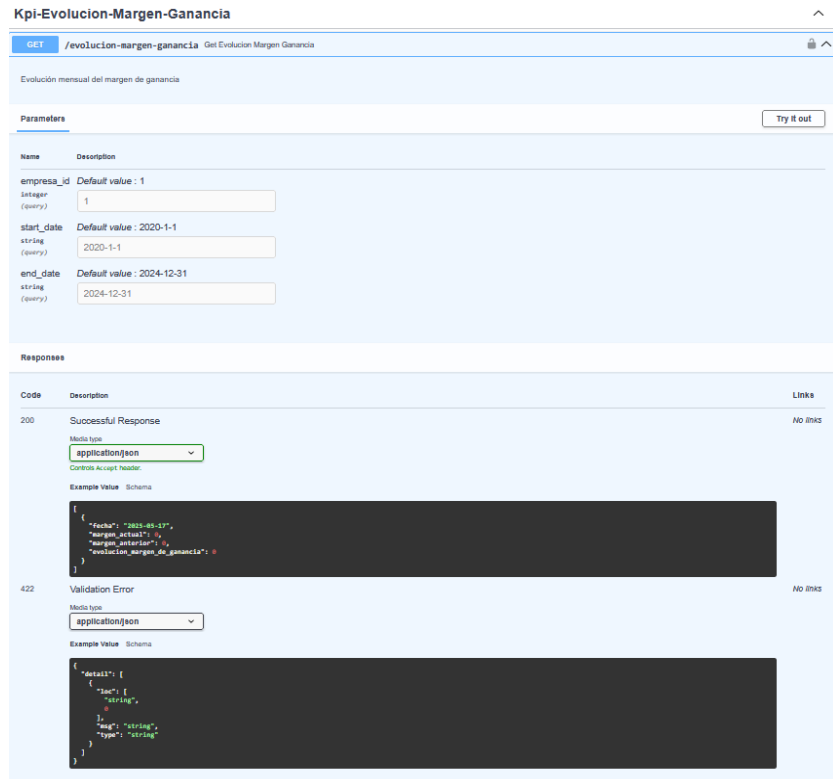 Kpi-Evolucion-Margen-Ganancia
GET /evolucion-margen-ganancia Get Evolucion Margen Ganancia
Evolución mensual del margen de ganancia
Parameters
Try it out
Name Description
empresa_id Default value : 1
integer
(query)
1
start_date Default value : 2020-1-1
string
(query)
2020-1-1
end_date Default value : 2024-12-31
string
(query)
2024-12-31
Responses
Code Description Links
200 Successful Response No links
Media type
application/json
Controls Accept header.
Example Value Schema
[
{
"fecha": "2025-05-17",
"margen_actual": 0,
"margen_anterior": 0,
"evolucion_margen_de_ganancia": 0
}
]
422 Validation Error No links
Media type
application/json
Example Value Schema
{
"detail": [
{
"loc": [
"string",
0
],
"msg": "string",
"type": "string"
}
]
}